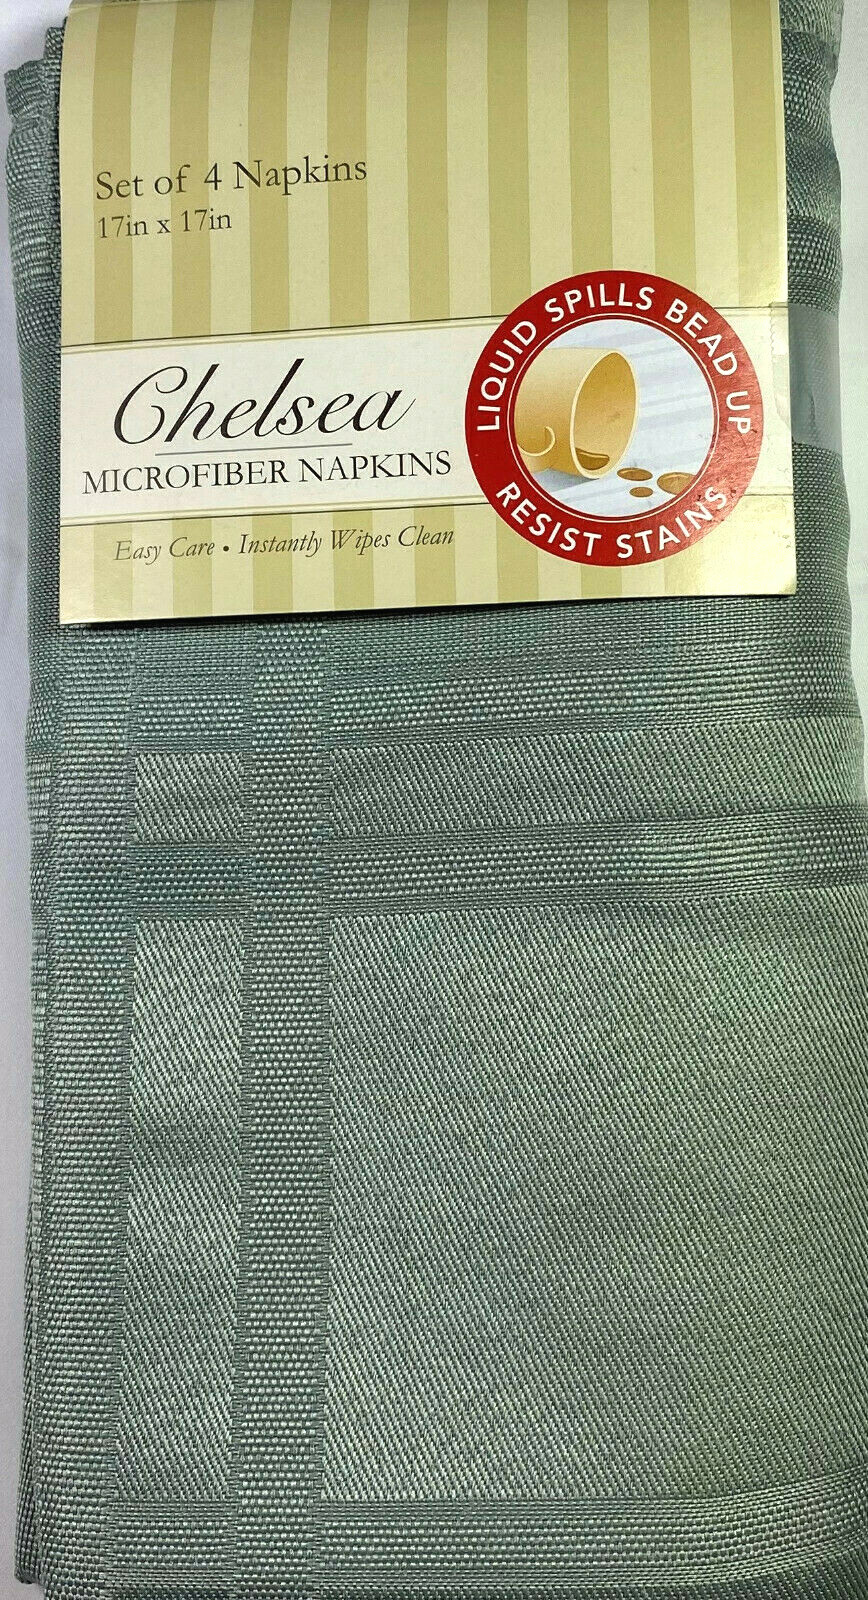 Set of 4 Napkins
17in x 17in
Chelsea
MICROFIBER NAPKINS
Easy Care • Instantly Wipes Clean
LIQUID SPILLS BEAD UP
RESIST STAINS